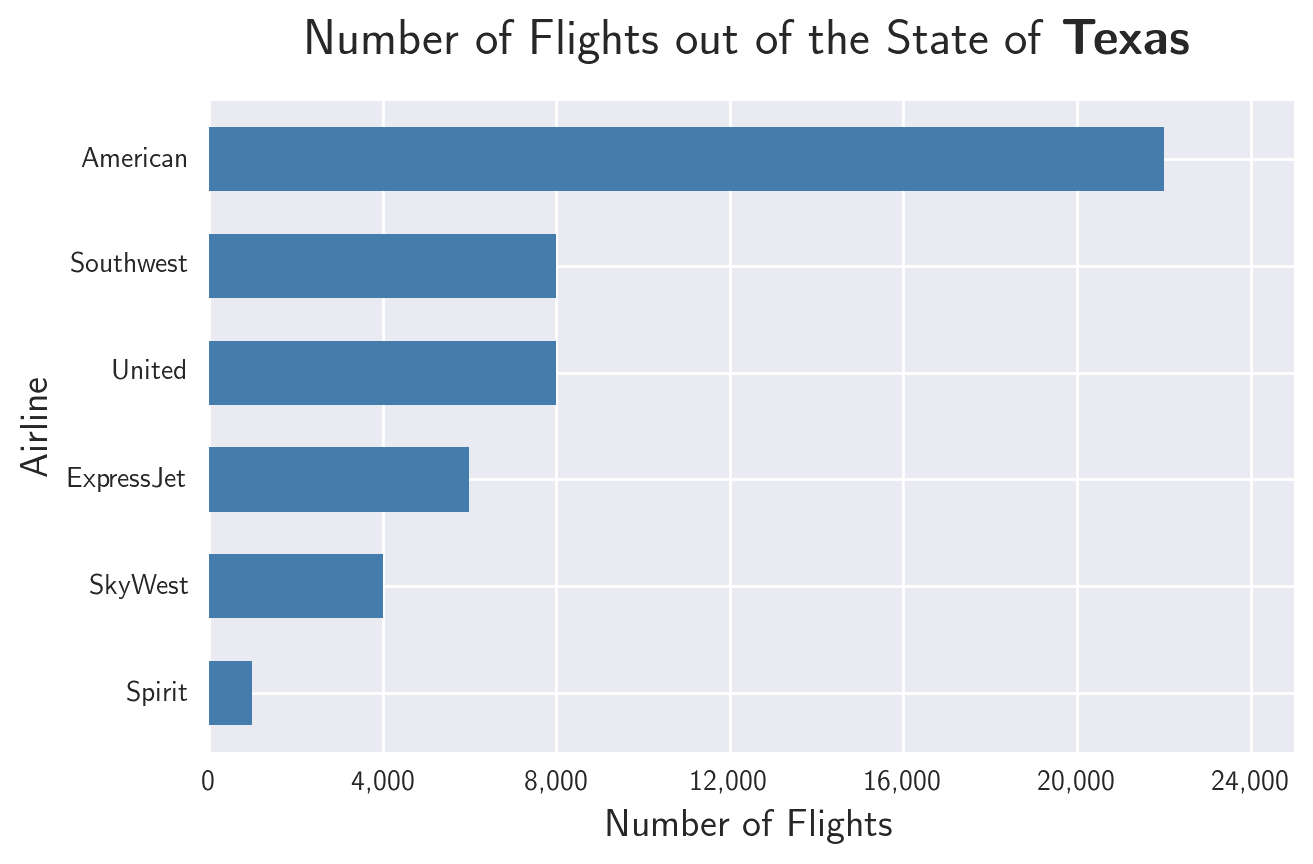 Number of Flights out of the State of Texas
American
Southwest
United
ExpressJet
SkyWest
Spirit
Airline
0 4,000 8,000 12,000 16,000 20,000 24,000
Number of Flights